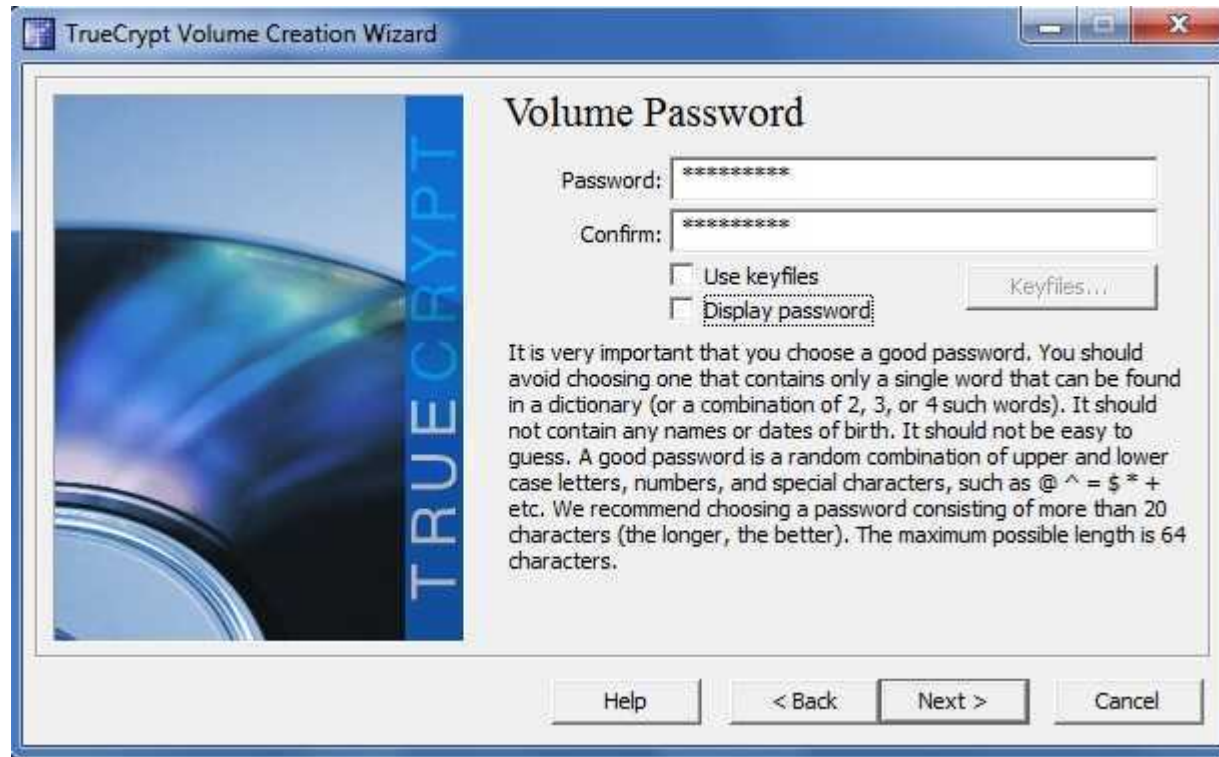 TrueCrypt Volume Creation Wizard
TRUECRYPT
Volume Password
Password: *********
Confirm: *********
Use keyfiles
Keyfiles...
Display password
It is very important that you choose a good password. You should
avoid choosing one that contains only a single word that can be found
in a dictionary (or a combination of 2, 3, or 4 such words). It should
not contain any names or dates of birth. It should not be easy to
guess. A good password is a random combination of upper and lower
case letters, numbers, and special characters, such as @ ^ = $ * +
etc. We recommend choosing a password consisting of more than 20
characters (the longer, the better). The maximum possible length is 64
characters.
Help
< Back
Next >
Cancel